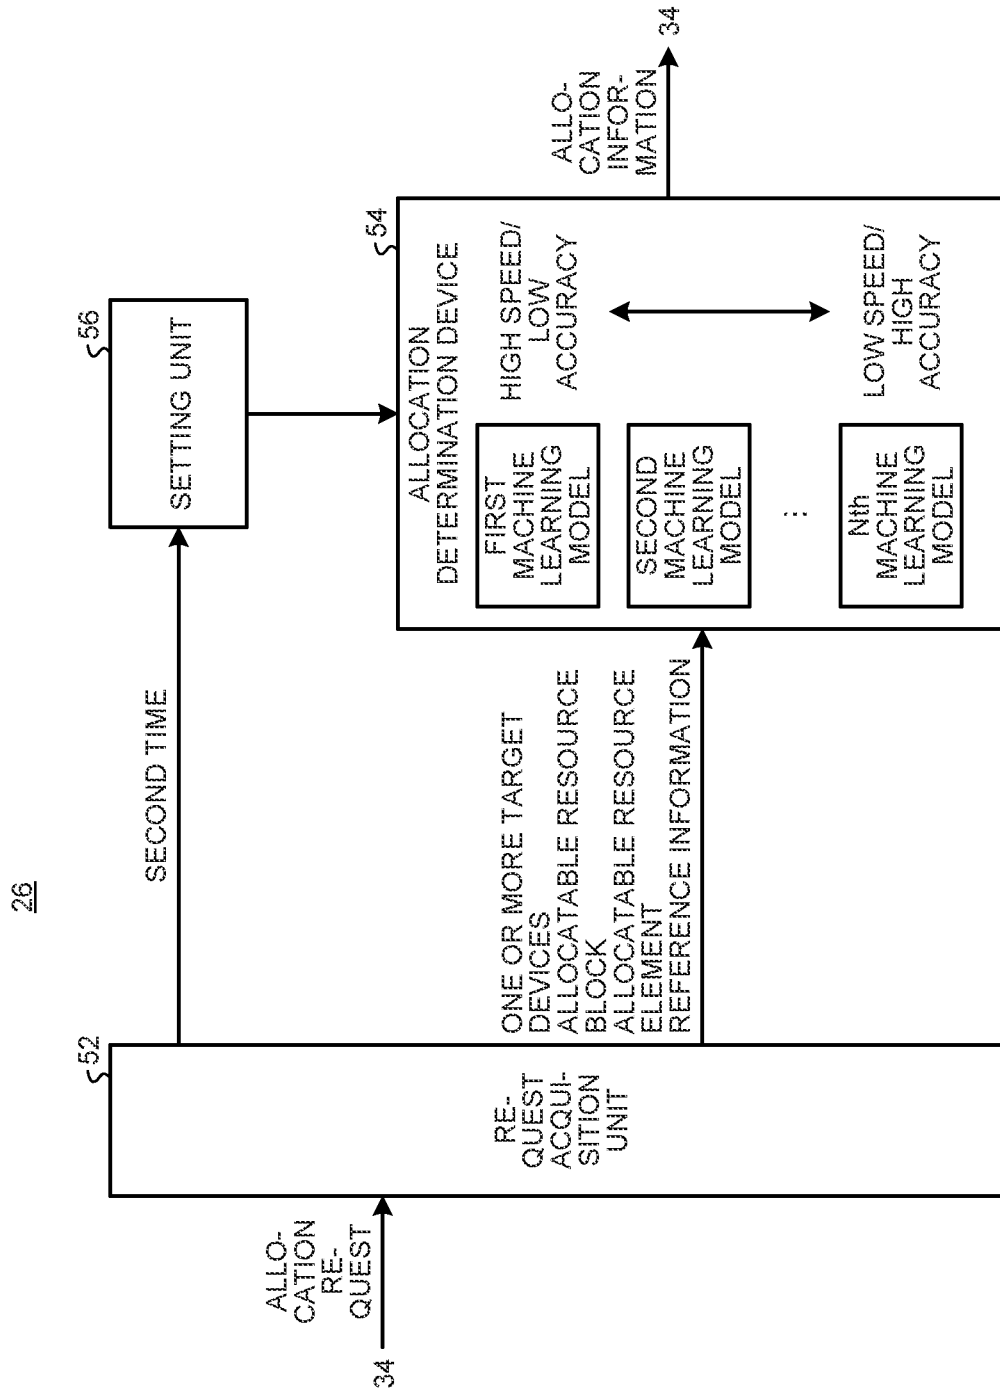 26
34
ALLO-
CATION
RE-
QUEST
52
RE-
QUEST
ACQUI-
SITION
UNIT
SECOND TIME
56
SETTING UNIT
ONE OR MORE TARGET
DEVICES
ALLOCATABLE RESOURCE
BLOCK
ALLOCATABLE RESOURCE
ELEMENT
REFERENCE INFORMATION
54
ALLOCATION
DETERMINATION DEVICE
FIRST
MACHINE
LEARNING
MODEL
SECOND
MACHINE
LEARNING
MODEL
...
Nth
MACHINE
LEARNING
MODEL
HIGH SPEED/
LOW
ACCURACY
LOW SPEED/
HIGH
ACCURACY
ALLO-
CATION
INFOR-
MATION
34